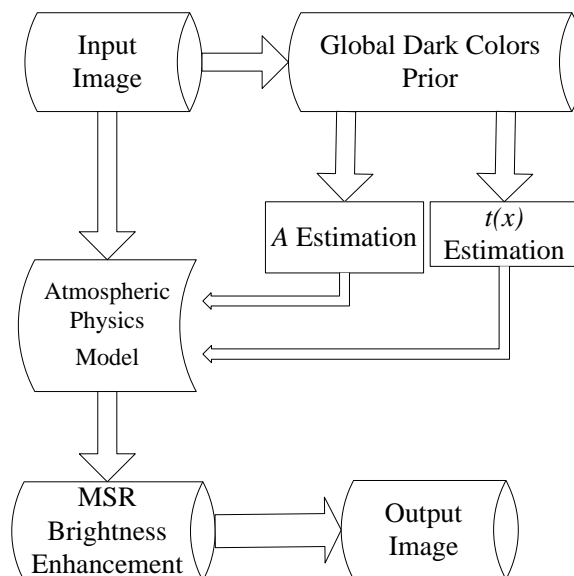 Input
Image
Global Dark Colors
Prior
A Estimation
t(x)
Estimation
Atmospheric
Physics
Model
MSR
Brightness
Enhancement
Output
Image